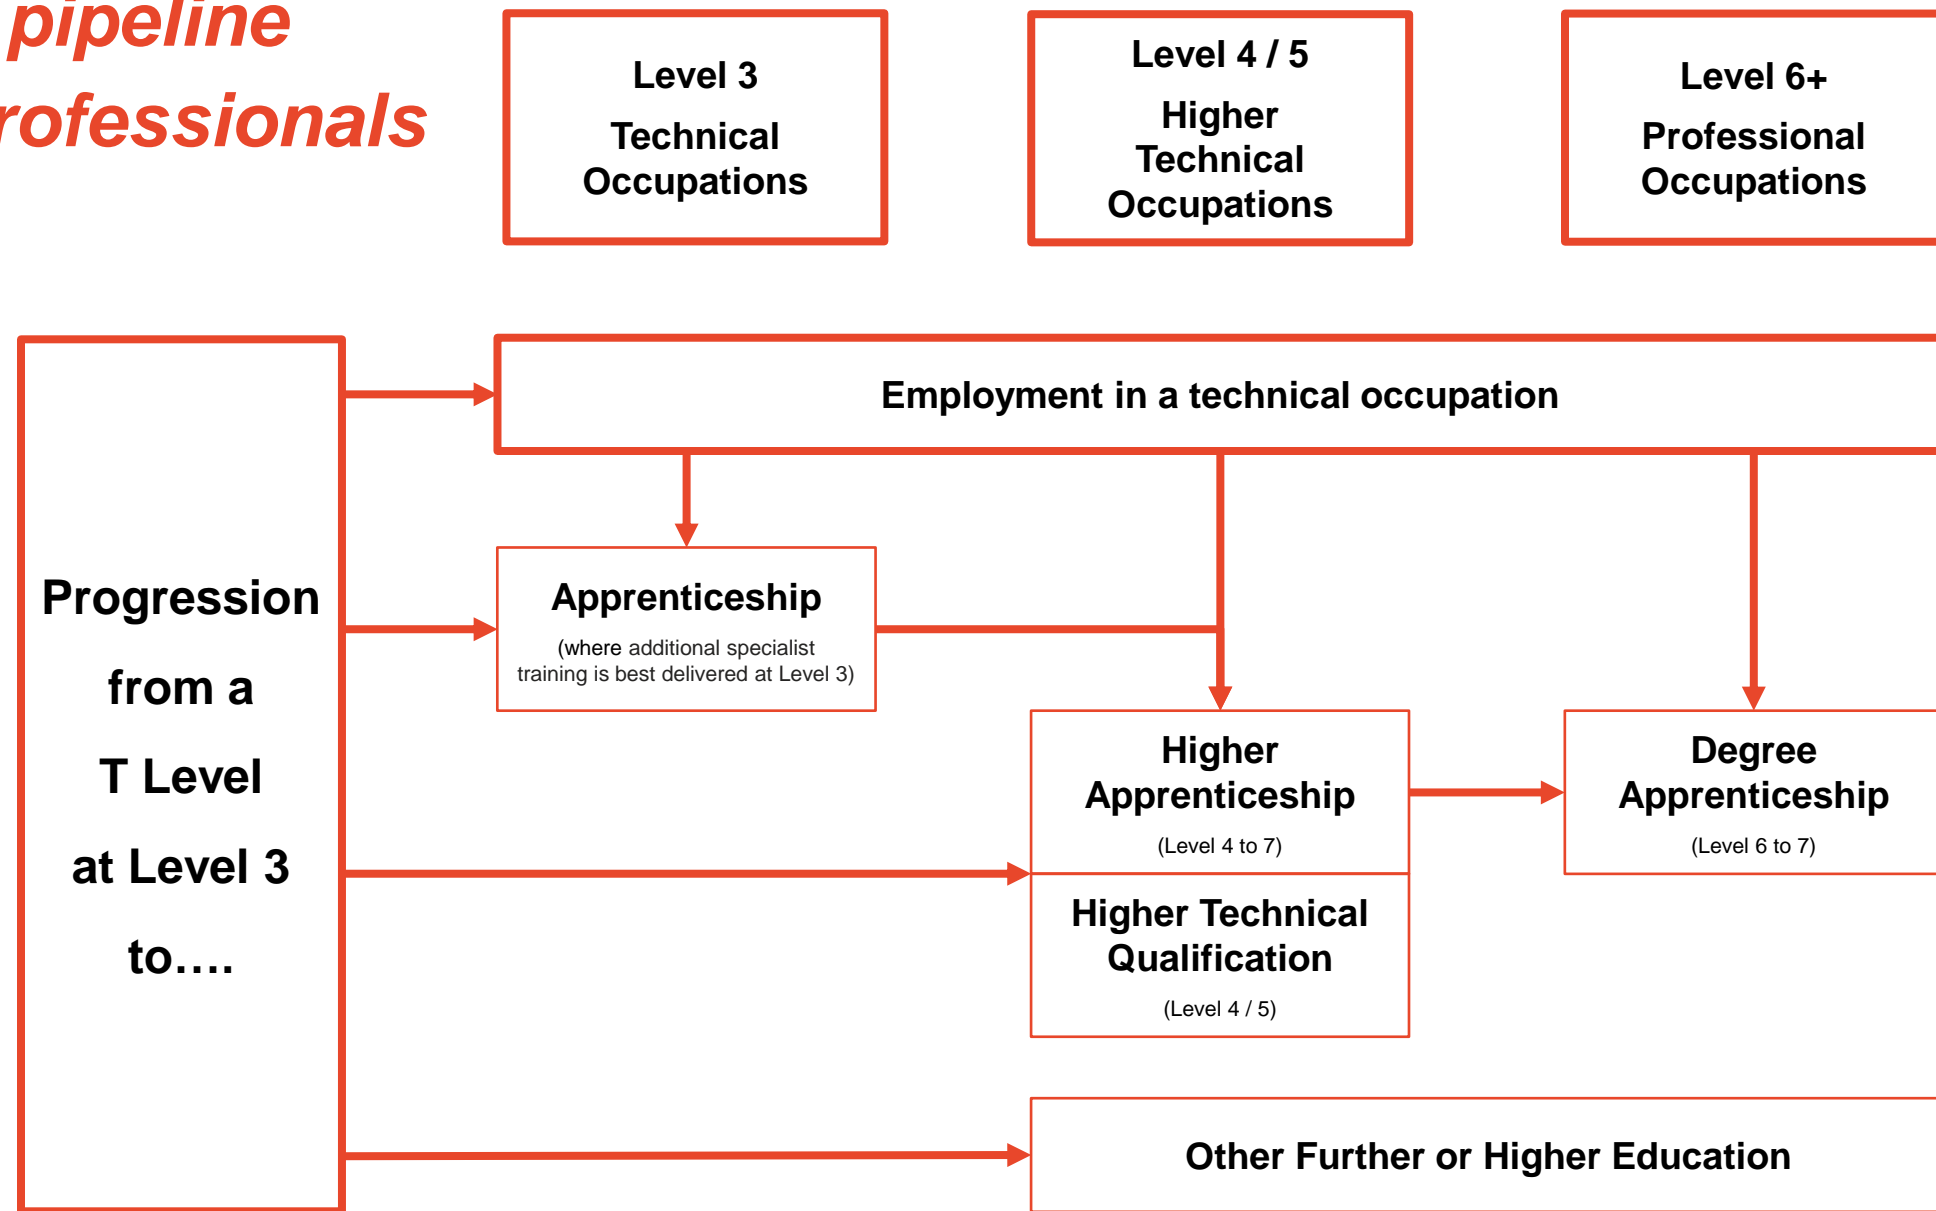 pipeline
rofessionals
Level 3
Technical
Occupations
Level 4 / 5
Higher
Technical
Occupations
Level 6+
Professional
Occupations
Progression
from a
T Level
at Level 3
to….
Employment in a technical occupation
Apprenticeship
(where additional specialist
training is best delivered at Level 3)
Higher
Apprenticeship
(Level 4 to 7)
Higher Technical
Qualification
(Level 4 / 5)
Degree
Apprenticeship
(Level 6 to 7)
Other Further or Higher Education